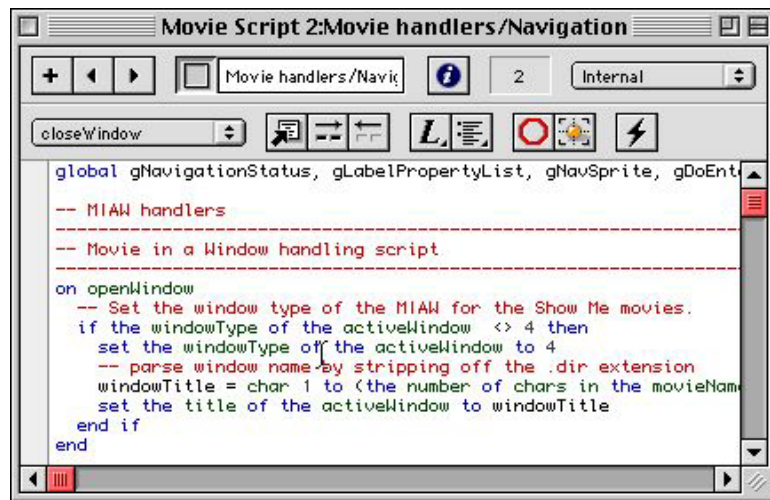 Movie Script 2:Movie handlers/Navigation
Movie handlers/Navig
2
Internal
closeWindow
L
global gNavigationStatus, gLabelPropertyList, gNavSprite, gDoEnt
-- MIAW handlers
--------------------------------------------------
-- Movie in a Window handling script
--------------------------------------------------
on openWindow
-- Set the window type of the MIAW for the Show Me movies.
if the windowType of the activeWindow <> 4 then
set the windowType of the activeWindow to 4
-- parse window name by stripping off the .dir extension
windowTitle = char 1 to (the number of chars in the movieName
set the title of the activeWindow to windowTitle
end if
end